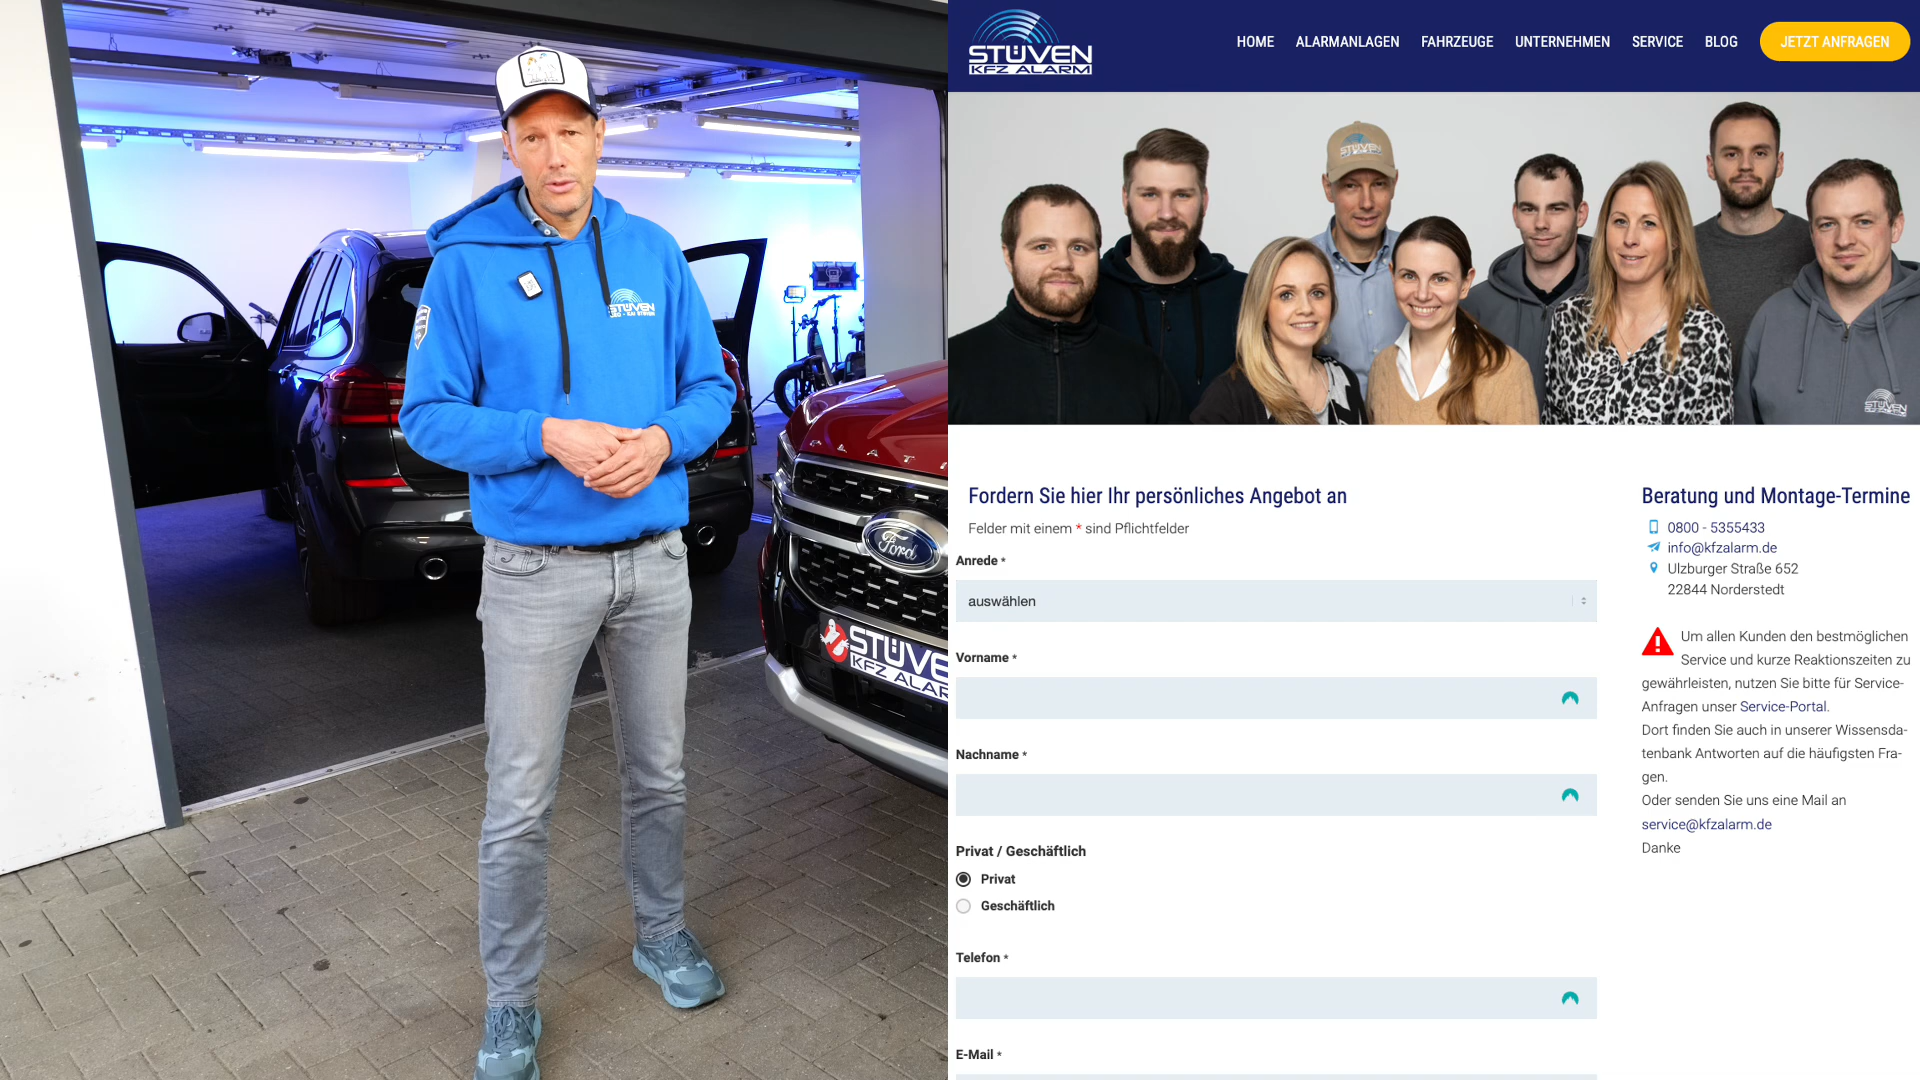 STÜVEN
Ford
STÜVE
KFZ ALAR
STÜVEN
KFZ ALARM
HOME
ALARMANLAGEN
FAHRZEUGE
UNTERNEHMEN
SERVICE
BLOG
JETZT ANFRAGEN
STÜVEN
STÜVEN
KFZ ALARM
Fordern Sie hier Ihr persönliches Angebot an
Felder mit einem * sind Pflichtfelder
Anrede *
auswählen
Vorname *
Nachname *
Privat / Geschäftlich
Privat
Geschäftlich
Telefon *
E-Mail *
Beratung und Montage-Termine
0800 - 5355433
info@kfzalarm.de
Ulzburger Straße 652
22844 Norderstedt
Um allen Kunden den bestmöglichen
Service und kurze Reaktionszeiten zu
gewährleisten, nutzen Sie bitte für Service-
Anfragen unser Service-Portal.
Dort finden Sie auch in unserer Wissensda-
tenbank Antworten auf die häufigsten Fra-
gen.
Oder senden Sie uns eine Mail an
service@kfzalarm.de
Danke